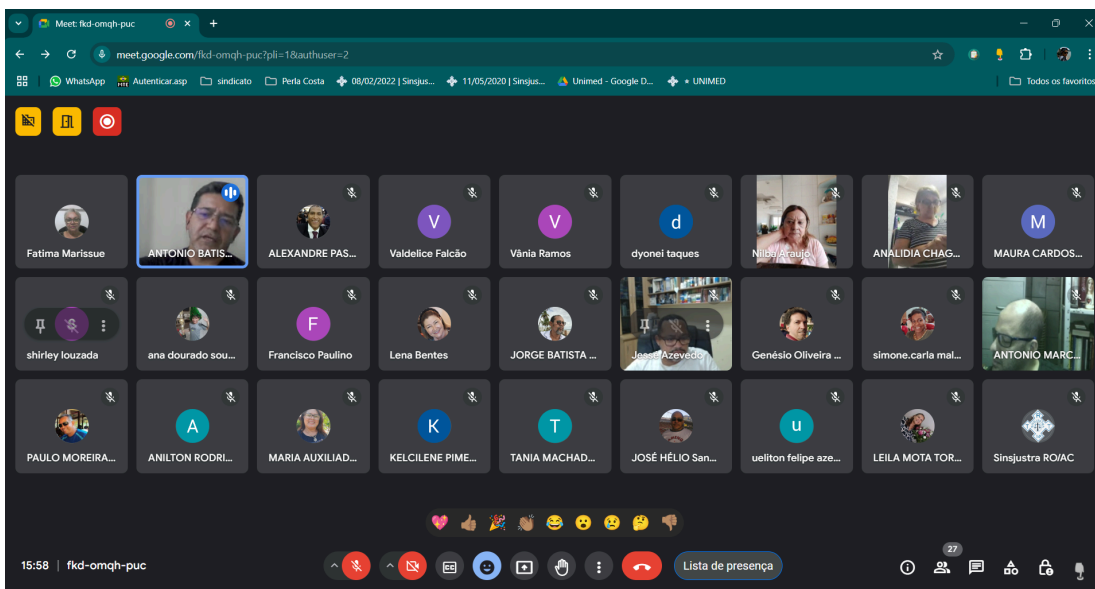 Meet: fkd-omqh-puc
meet.google.com/fkd-omqh-puc?pli=1&authuser=2
WhatsApp Autenticar.asp sindicato Perla Costa 08/02/2022 | Sinsjus... 11/05/2020 | Sinsjus... Unimed - Google D... UNIMED Todos os favoritos
Fatima Marissue ANTONIO BATIS... ALEXANDRE PAS... V Valdelice Falcão V Vânia Ramos d dyonei taques Nilba Araujo ANALIDIA CHAG... M MAURA CARDOS...
shirley louzada ana dourado sou... F Francisco Paulino Lena Bentes JORGE BATISTA ... Jessé Azevedo Genésio Oliveira ... simone.carla mal... ANTONIO MARC...
PAULO MOREIRA... A ANILTON RODRI... MARIA AUXILIAD... K KELCILENE PIME... T TANIA MACHAD... JOSÉ HÉLIO San... u ueliton felipe aze... LEILA MOTA TOR... Sinsjustra RO/AC
27
15:58 | fkd-omqh-puc CC Lista de presença